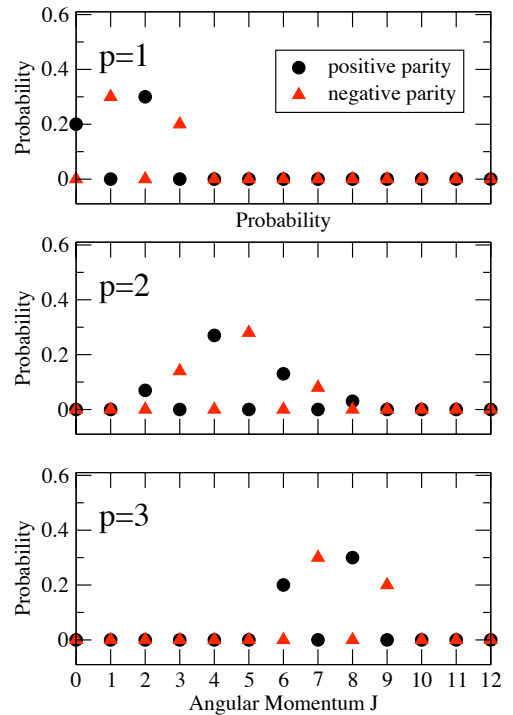 0.6
p=1
positive parity
negative parity
0.4
Probability
0.2
0
Probability
0.6
p=2
0.4
Probability
0.2
0
0.6
p=3
0.4
Probability
0.2
0
0 1 2 3 4 5 6 7 8 9 10 11 12
Angular Momentum J